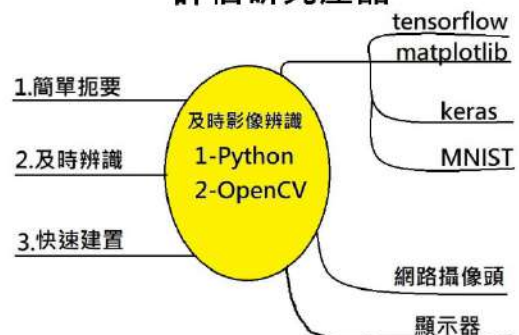 tensorflow
matplotlib
1.簡單扼要
keras
及時影像辨識
1-Python
2.及時辨識
MNIST
2-OpenCV
3.快速建置
網路攝像頭
顯示器